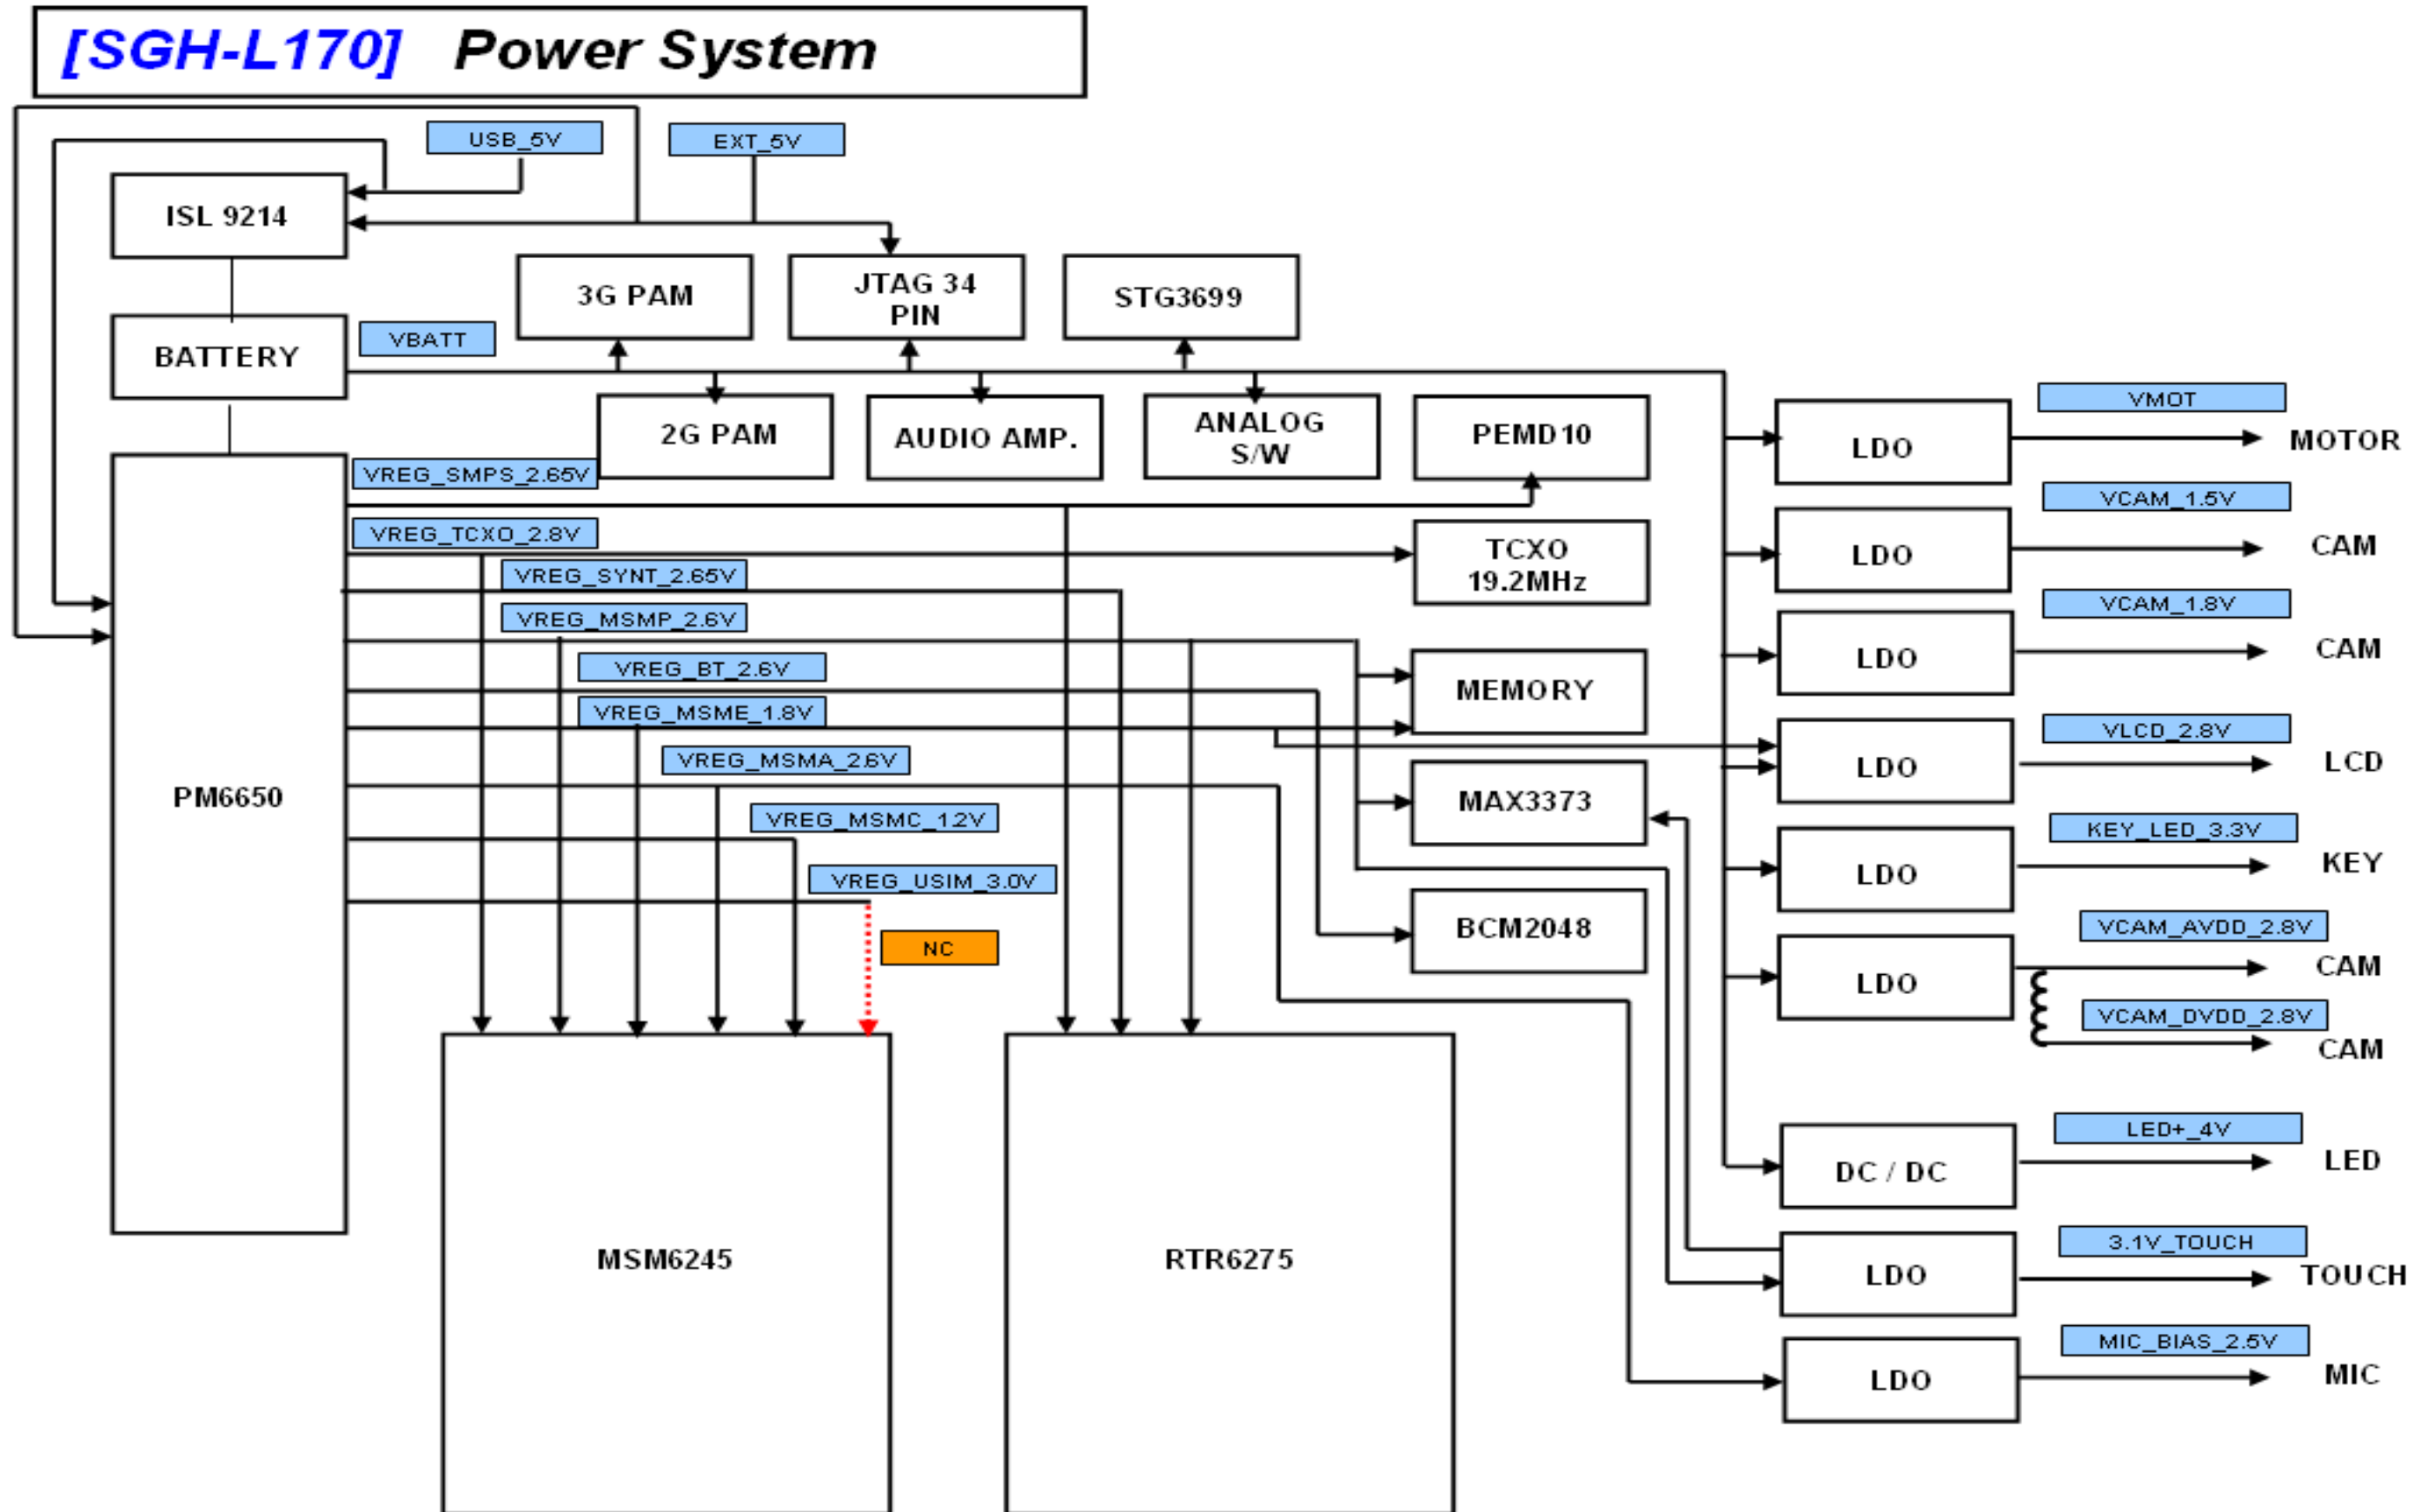 [SGH-L170] Power System
USB_5V
EXT_5V
ISL 9214
3G PAM
JTAG 34
PIN
STG3699
BATTERY
VBATT
2G PAM
AUDIO AMP.
ANALOG
S/W
PEMD10
LDO
VMOT
MOTOR
VREG_SMPS_2.65V
VREG_TCXO_2.8V
TCXO
19.2MHz
LDO
VCAM_1.5V
CAM
VREG_SYNT_2.65V
VREG_MSMP_2.6V
LDO
VCAM_1.8V
CAM
VREG_BT_2.6V
MEMORY
VREG_MSME_1.8V
LDO
VLCD_2.8V
LCD
VREG_MSMA_2.6V
PM6650
MAX3373
VREG_MSMC_1.2V
LDO
KEY_LED_3.3V
KEY
VREG_USIM_3.0V
NC
BCM2048
LDO
VCAM_AVDD_2.8V
CAM
VCAM_DVDD_2.8V
CAM
DC / DC
LED+_4V
LED
MSM6245
RTR6275
LDO
3.1V_TOUCH
TOUCH
LDO
MIC_BIAS_2.5V
MIC